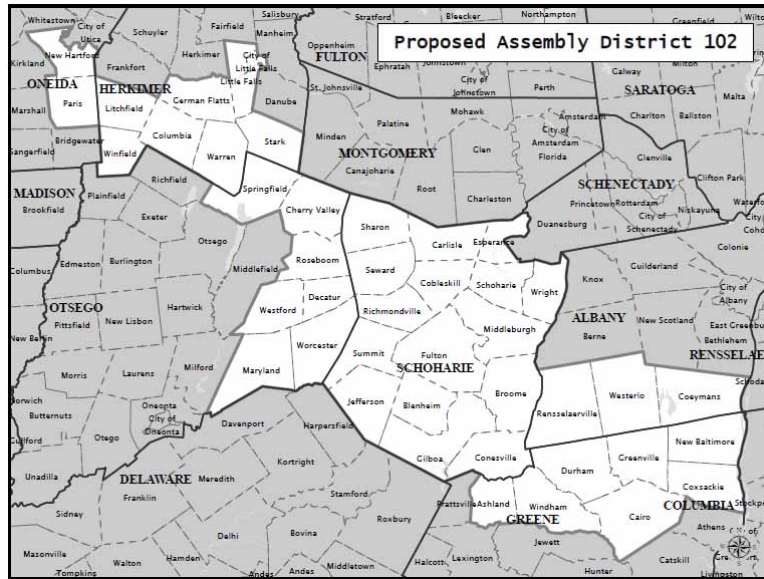 Proposed Assembly District 102
Whitestown
City of
Utica
Schuyler
Fairfield
Salisbury
Manheim
Stratford
Bleecker
Northampton
Greenfield
Kirkland
New Hartford
Frankfort
Herkimer
City of
Little Falls
Little Falls
Oppenheim
Ephratah
Johnstown
FULTON
City of
Johnstown
Perth
Galway
Milton
SARATOGA
Malta
ONEIDA
HERKIMER
Marshall
Paris
Litchfield
German Flatts
Danube
St. Johnsville
Mohawk
Amsterdam
Charlton
Ballston
Bridgewater
Columbia
Stark
Minden
Palatine
City of
Amsterdam
Florida
Glen
Glenville
Sangerfield
Winfield
Warren
MONTGOMERY
Canajoharie
Root
Charleston
SCHENECTADY
Clifton Park
MADISON
Brookfield
Plainfield
Richfield
Springfield
Cherry Valley
Princetown
Rotterdam
Niskayuna
City of
Schenectady
Duanesburg
Exeter
Otsego
Sharon
Carlisle
Esperance
Colonie
Columbus
Edmeston
Burlington
Middlefield
Roseboom
Seward
Cobleskill
Schoharie
Wright
Knox
Guilderland
City of
Albany
OTSEGO
Pittsfield
New Lisbon
Hartwick
Westford
Decatur
Richmondville
Middleburgh
ALBANY
Berne
New Scotland
Bethlehem
New Berlin
Worcester
Summit
Fulton
SCHOHARIE
Morris
Laurens
Milford
Maryland
Jefferson
Blenheim
Broome
Rensselaerville
Westerlo
Coeymans
Butternuts
Oneonta
City of
Oneonta
Otego
Davenport
Harpersfield
Gilboa
Conesville
Durham
Greenville
New Baltimore
Guilford
Unadilla
DELAWARE
Franklin
Meredith
Kortright
Stamford
Prattsville
Ashland
Windham
GREENE
Cairo
Coxsackie
COLUMBIA
Athens
Sidney
Delhi
Bovina
Roxbury
Jewett
Masonville
Walton
Hamden
Middletown
Halcott
Lexington
Hunter
Catskill
Tompkins
Andes
Andes
Livingston